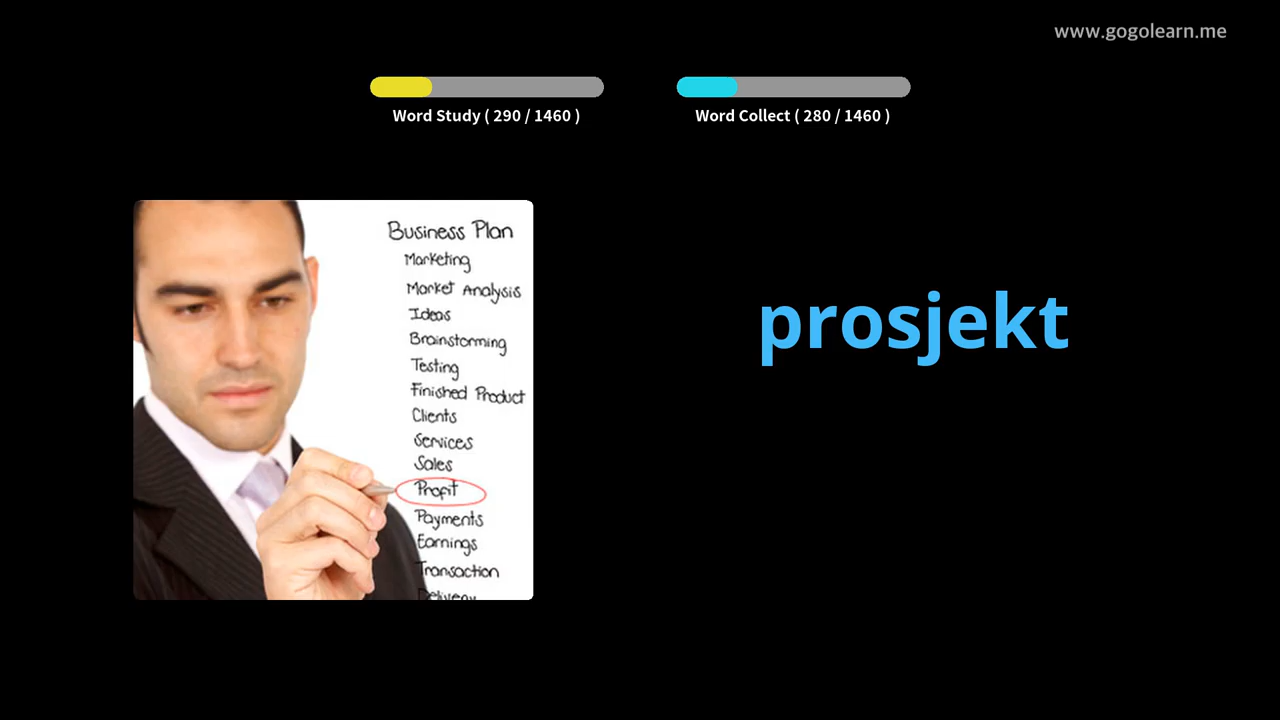 www.gogolearn.me
Word Study ( 290 / 1460 )
Word Collect ( 280 / 1460 )
Business Plan
Marketing
Market Analysis
Ideas
Brainstorming
Testing
Finished Product
Clients
Services
Sales
Profit
Payments
Earnings
Transaction
Delivery
prosjekt